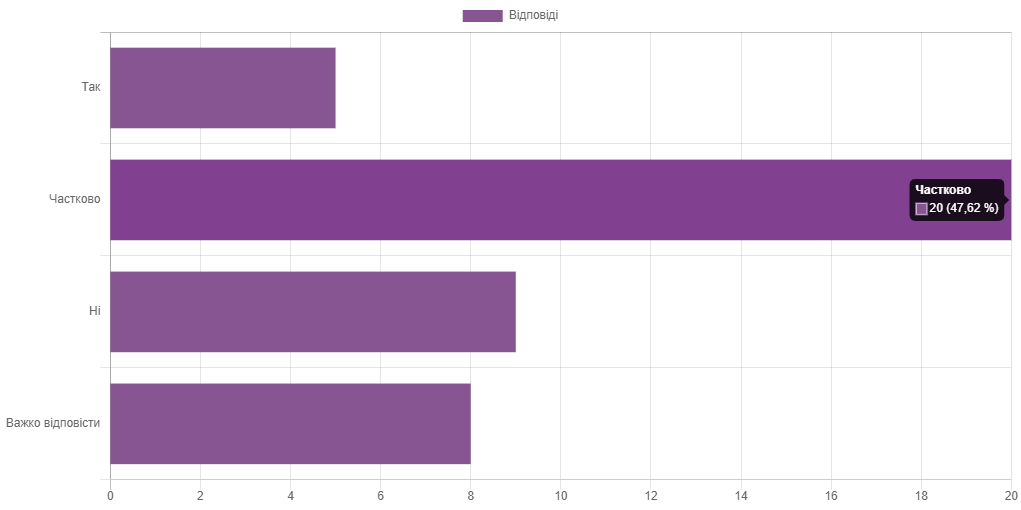 Відповіді
Так
Частково
Частково
20 (47,62 %)
Ні
Важко відповісти
0 2 4 6 8 10 12 14 16 18 20